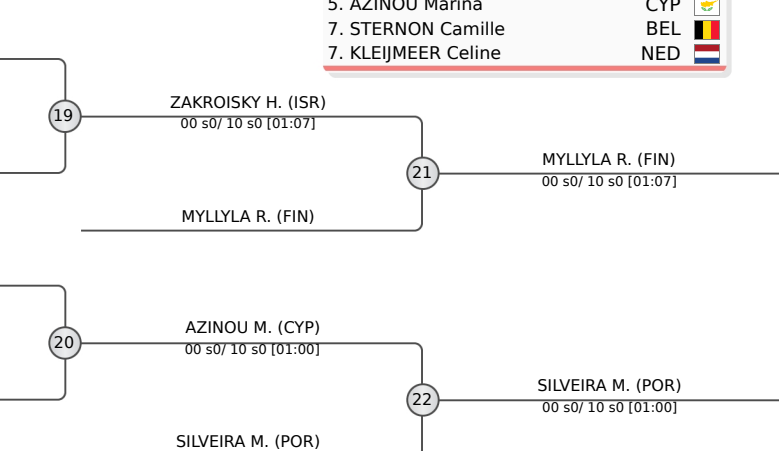 5. AZINOU Marina CYP
7. STERNON Camille BEL
7. KLEIJMEER Celine NED
19
ZAKROISKY H. (ISR)
00 s0/ 10 s0 [01:07]
21
MYLLYLA R. (FIN)
00 s0/ 10 s0 [01:07]
MYLLYLA R. (FIN)
20
AZINOU M. (CYP)
00 s0/ 10 s0 [01:00]
22
SILVEIRA M. (POR)
00 s0/ 10 s0 [01:00]
SILVEIRA M. (POR)